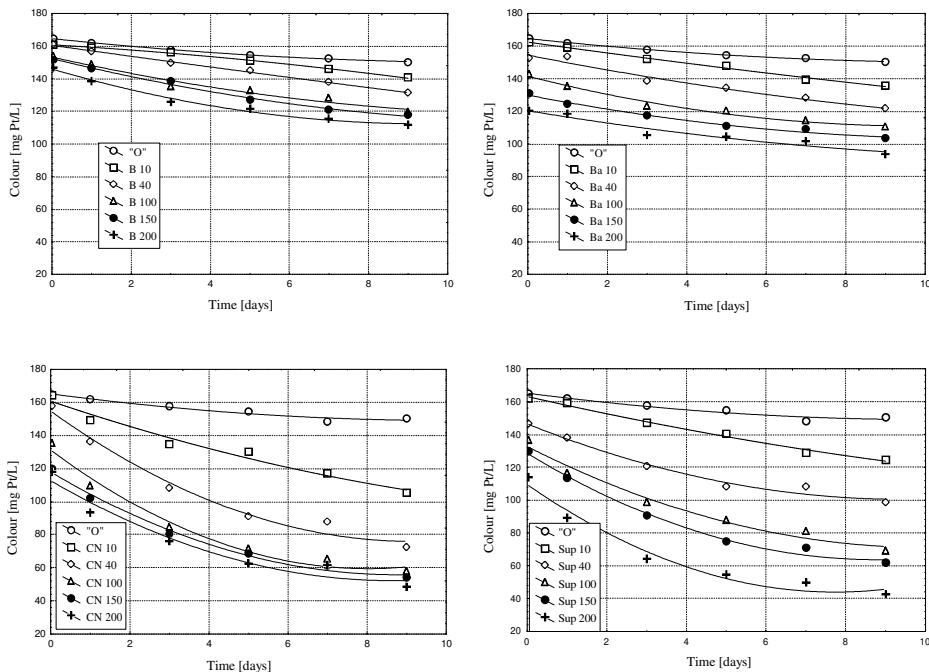 180
160
140
120
100
80
60
40
20
Colour [mg Pt/L]
"O"
B 10
B 40
B 100
B 150
B 200
0 2 4 6 8 10
Time [days]
180
160
140
120
100
80
60
40
20
Colour [mg Pt/L]
"O"
Ba 10
Ba 40
Ba 100
Ba 150
Ba 200
0 2 4 6 8 10
Time [days]
180
160
140
120
100
80
60
40
20
Colour [mg Pt/L]
"O"
CN 10
CN 40
CN 100
CN 150
CN 200
0 2 4 6 8 10
Time [days]
180
160
140
120
100
80
60
40
20
Colour [mg Pt/L]
"O"
Sup 10
Sup 40
Sup 100
Sup 150
Sup 200
0 2 4 6 8 10
Time [days]